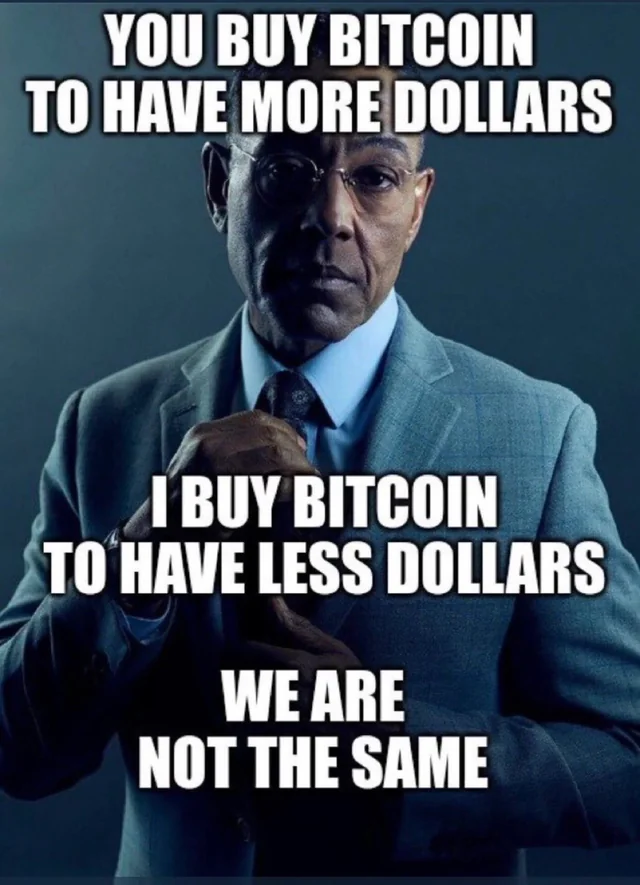 YOU BUY BITCOIN
TO HAVE MORE DOLLARS
I BUY BITCOIN
TO HAVE LESS DOLLARS
WE ARE
NOT THE SAME